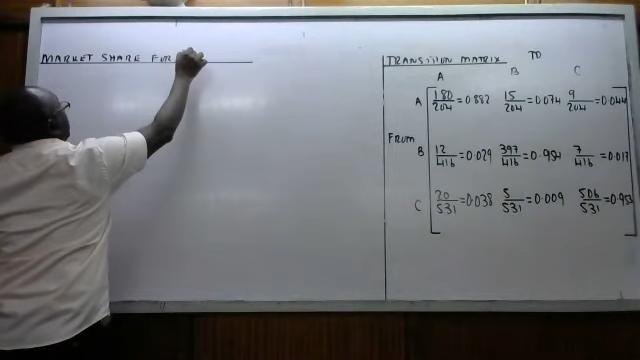 MARKET SHARE FOR
TRANSITION MATRIX TO
A B C
A 180/204=0.882 15/204=0.074 9/204=0.044
FROM
B 12/416=0.029 397/416=0.954 7/416=0.017
C 20/531=0.038 5/531=0.009 506/531=0.953